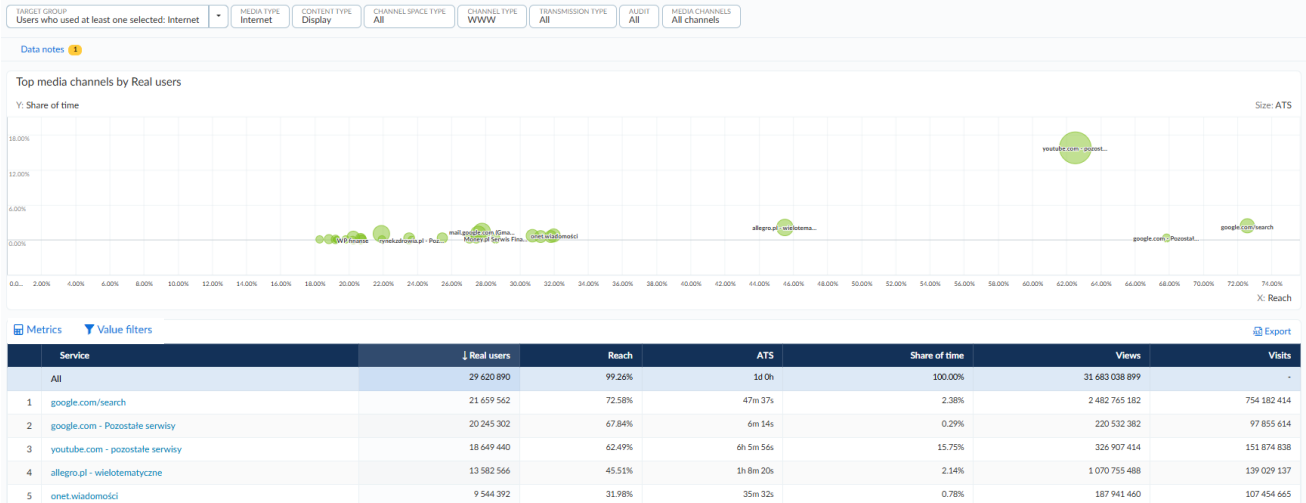 TARGET GROUP MEDIA TYPE CONTENT TYPE CHANNEL SPACE TYPE CHANNEL TYPE TRANSMISSION TYPE AUDIT MEDIA CHANNELS
Users who used at least one selected: Internet Internet Display All WWW All All All channels
Data notes 1
Top media channels by Real users
Y: Share of time Size: ATS
18.00%
youtube.com - pozost...
12.00%
6.00%
allegro.pl - wielotema... google.com/search
mail.google.com (Gma... onet.wiadomości
WP.finanse rynekzdrowia.pl - Poz... Money.pl Serwis Fina... google.com - Pozostał...
0.00%
0.0... 2.00% 4.00% 6.00% 8.00% 10.00% 12.00% 14.00% 16.00% 18.00% 20.00% 22.00% 24.00% 26.00% 28.00% 30.00% 32.00% 34.00% 36.00% 38.00% 40.00% 42.00% 44.00% 46.00% 48.00% 50.00% 52.00% 54.00% 56.00% 58.00% 60.00% 62.00% 64.00% 66.00% 68.00% 70.00% 72.00% 74.00%
X: Reach
Metrics Value filters Export
Service ↓ Real users Reach ATS Share of time Views Visits
All 29 620 890 99.26% 1d 0h 100.00% 31 683 038 899 -
1 google.com/search 21 659 562 72.58% 47m 37s 2.38% 2 482 765 182 754 182 414
2 google.com - Pozostałe serwisy 20 245 302 67.84% 6m 14s 0.29% 220 532 382 97 855 614
3 youtube.com - pozostałe serwisy 18 649 440 62.49% 6h 5m 56s 15.75% 326 907 414 151 874 838
4 allegro.pl - wielotematyczne 13 582 566 45.51% 1h 8m 20s 2.14% 1 070 755 488 139 029 137
5 onet.wiadomości 9 544 392 31.98% 35m 32s 0.78% 187 941 460 107 454 665